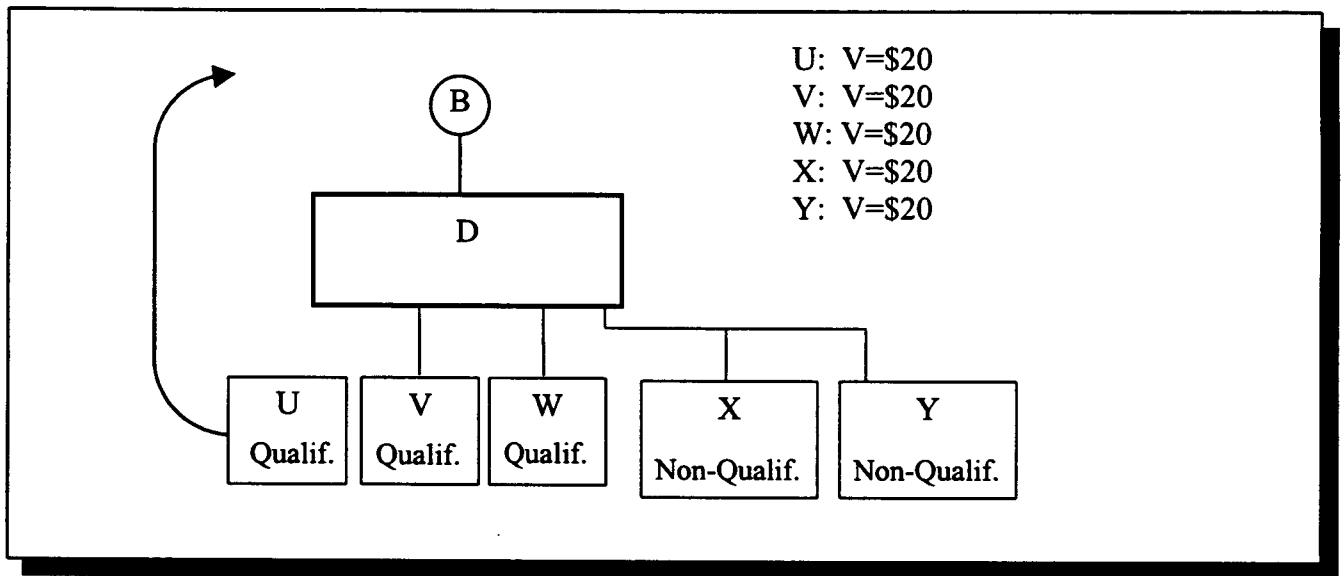 U: V=$20
V: V=$20
W: V=$20
X: V=$20
Y: V=$20
B
D
U
Qualif.
V
Qualif.
W
Qualif.
X
Non-Qualif.
Y
Non-Qualif.